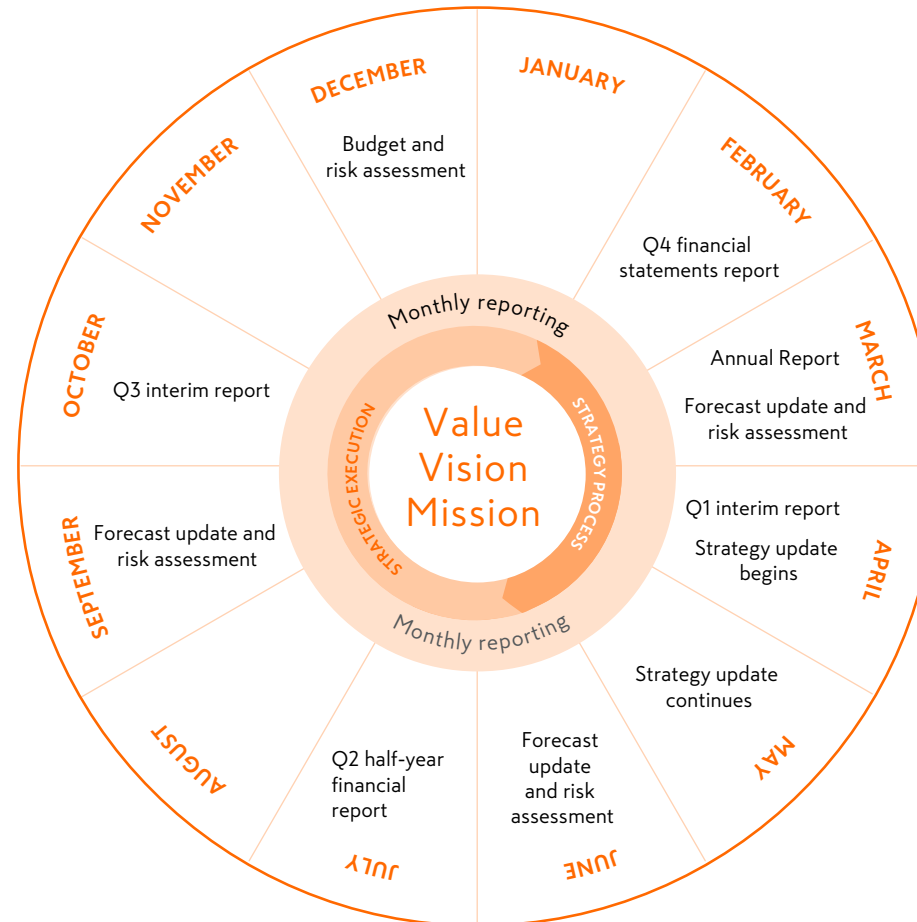 JANUARY
FEBRUARY
Q4 financial
statements report
MARCH
Annual Report
Forecast update and
risk assessment
APRIL
Q1 interim report
Strategy update
begins
MAY
Strategy update
continues
JUNE
Forecast
update
and risk
assessment
JULY
Q2 half-year
financial
report
AUGUST
SEPTEMBER
Forecast update and
risk assessment
OCTOBER
Q3 interim report
NOVEMBER
DECEMBER
Budget and
risk assessment
Monthly reporting
STRATEGY PROCESS
STRATEGIC EXECUTION
Value
Vision
Mission
Monthly reporting